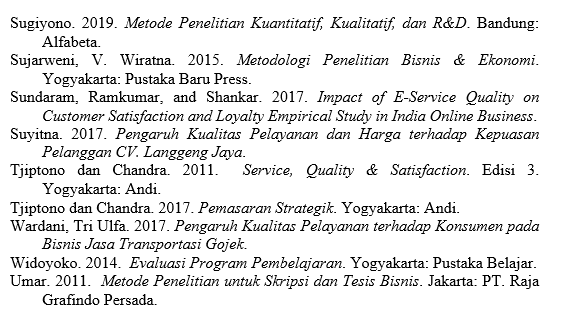 Sugiyono. 2019. Metode Penelitian Kuantitatif, Kualitatif, dan R&D. Bandung:
Alfabeta.
Sujarweni, V. Wiratna. 2015. Metodologi Penelitian Bisnis & Ekonomi.
Yogyakarta: Pustaka Baru Press.
Sundaram, Ramkumar, and Shankar. 2017. Impact of E-Service Quality on
Customer Satisfaction and Loyalty Empirical Study in India Online Business.
Suyitna. 2017. Pengaruh Kualitas Pelayanan dan Harga terhadap Kepuasan
Pelanggan CV. Langgeng Jaya.
Tjiptono dan Chandra. 2011. Service, Quality & Satisfaction. Edisi 3.
Yogyakarta: Andi.
Tjiptono dan Chandra. 2017. Pemasaran Strategik. Yogyakarta: Andi.
Wardani, Tri Ulfa. 2017. Pengaruh Kualitas Pelayanan terhadap Konsumen pada
Bisnis Jasa Transportasi Gojek.
Widoyoko. 2014. Evaluasi Program Pembelajaran. Yogyakarta: Pustaka Belajar.
Umar. 2011. Metode Penelitian untuk Skripsi dan Tesis Bisnis. Jakarta: PT. Raja
Grafindo Persada.